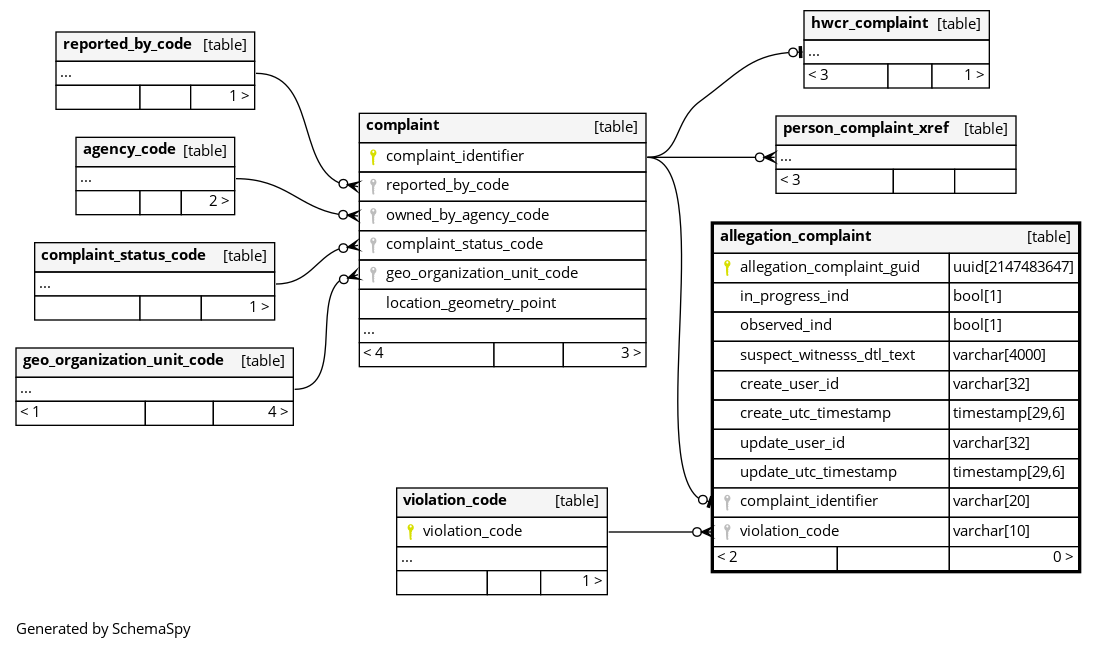 reported_by_code [table]
...
1 >
agency_code [table]
...
2 >
complaint_status_code [table]
...
1 >
geo_organization_unit_code [table]
...
< 1 4 >
complaint [table]
complaint_identifier
reported_by_code
owned_by_agency_code
complaint_status_code
geo_organization_unit_code
location_geometry_point
...
< 4 3 >
violation_code [table]
violation_code
...
1 >
hwcr_complaint [table]
...
< 3 1 >
person_complaint_xref [table]
...
< 3
allegation_complaint [table]
allegation_complaint_guid uuid[2147483647]
in_progress_ind bool[1]
observed_ind bool[1]
suspect_witnesss_dtl_text varchar[4000]
create_user_id varchar[32]
create_utc_timestamp timestamp[29,6]
update_user_id varchar[32]
update_utc_timestamp timestamp[29,6]
complaint_identifier varchar[20]
violation_code varchar[10]
< 2 0 >
Generated by SchemaSpy